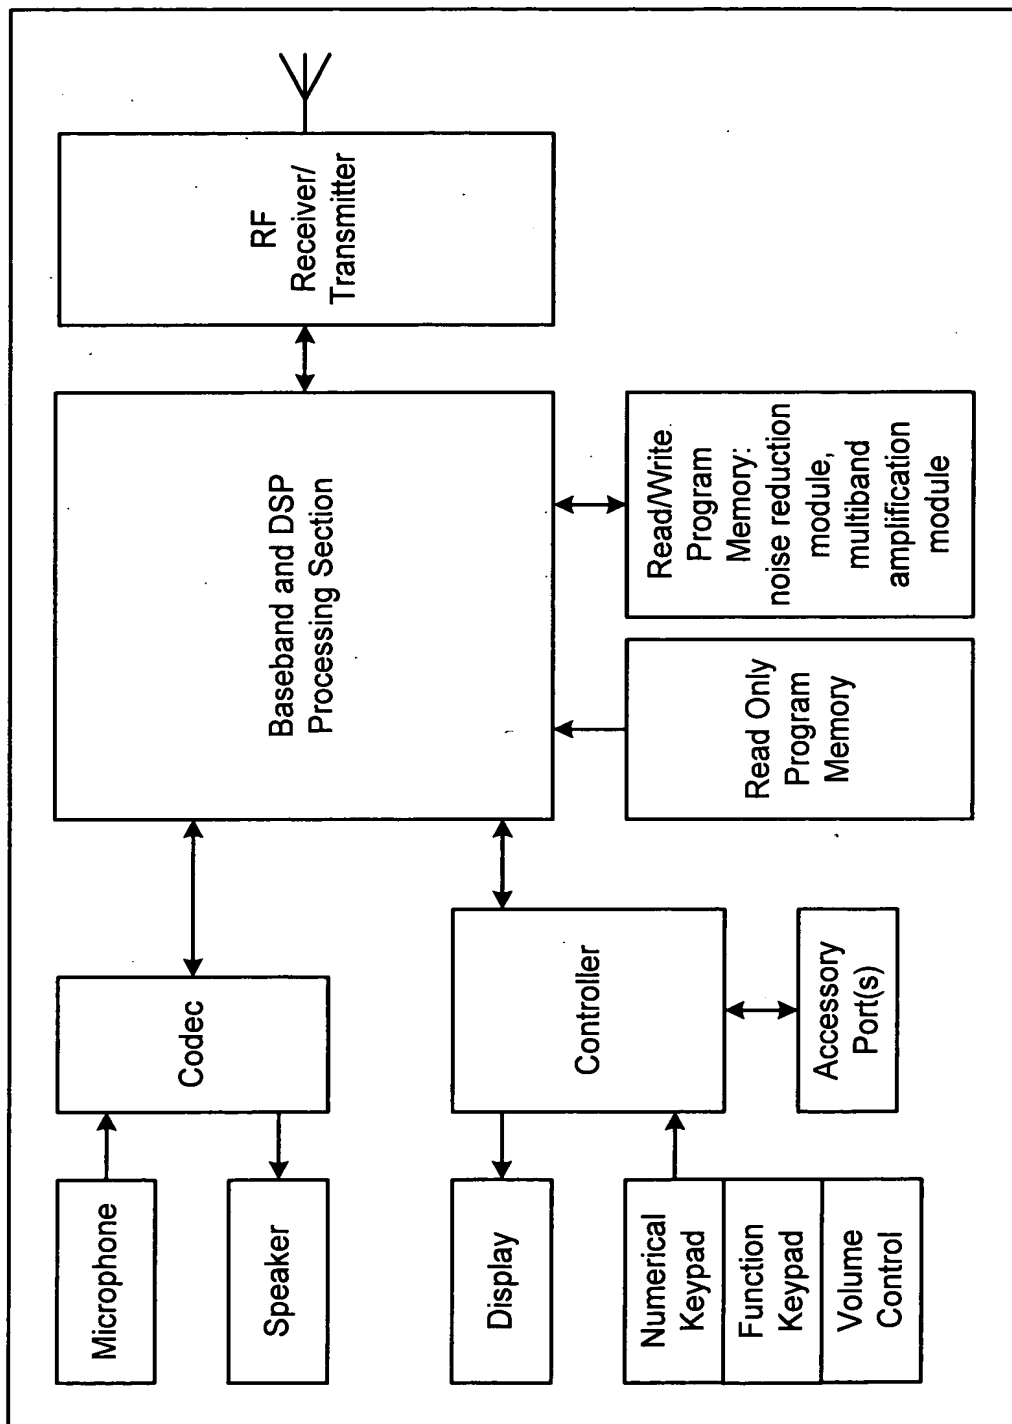 Microphone
Speaker
Codec
Display
Numerical
Keypad
Function
Keypad
Volume
Control
Controller
Accessory
Port(s)
Baseband and DSP
Processing Section
Read Only
Program
Memory
Read/Write
Program
Memory:
noise reduction
module,
multiband
amplification
module
RF
Receiver/
Transmitter